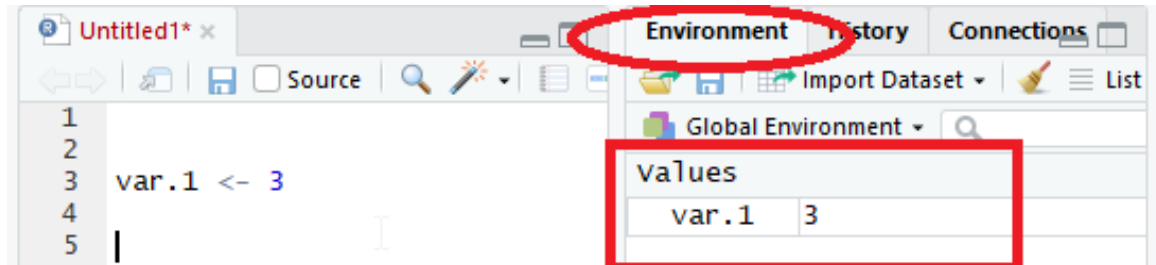 Untitled1*
Source
1
2
3 var.1 <- 3
4
5
Environment History Connections
Import Dataset List
Global Environment
Values
var.1 3